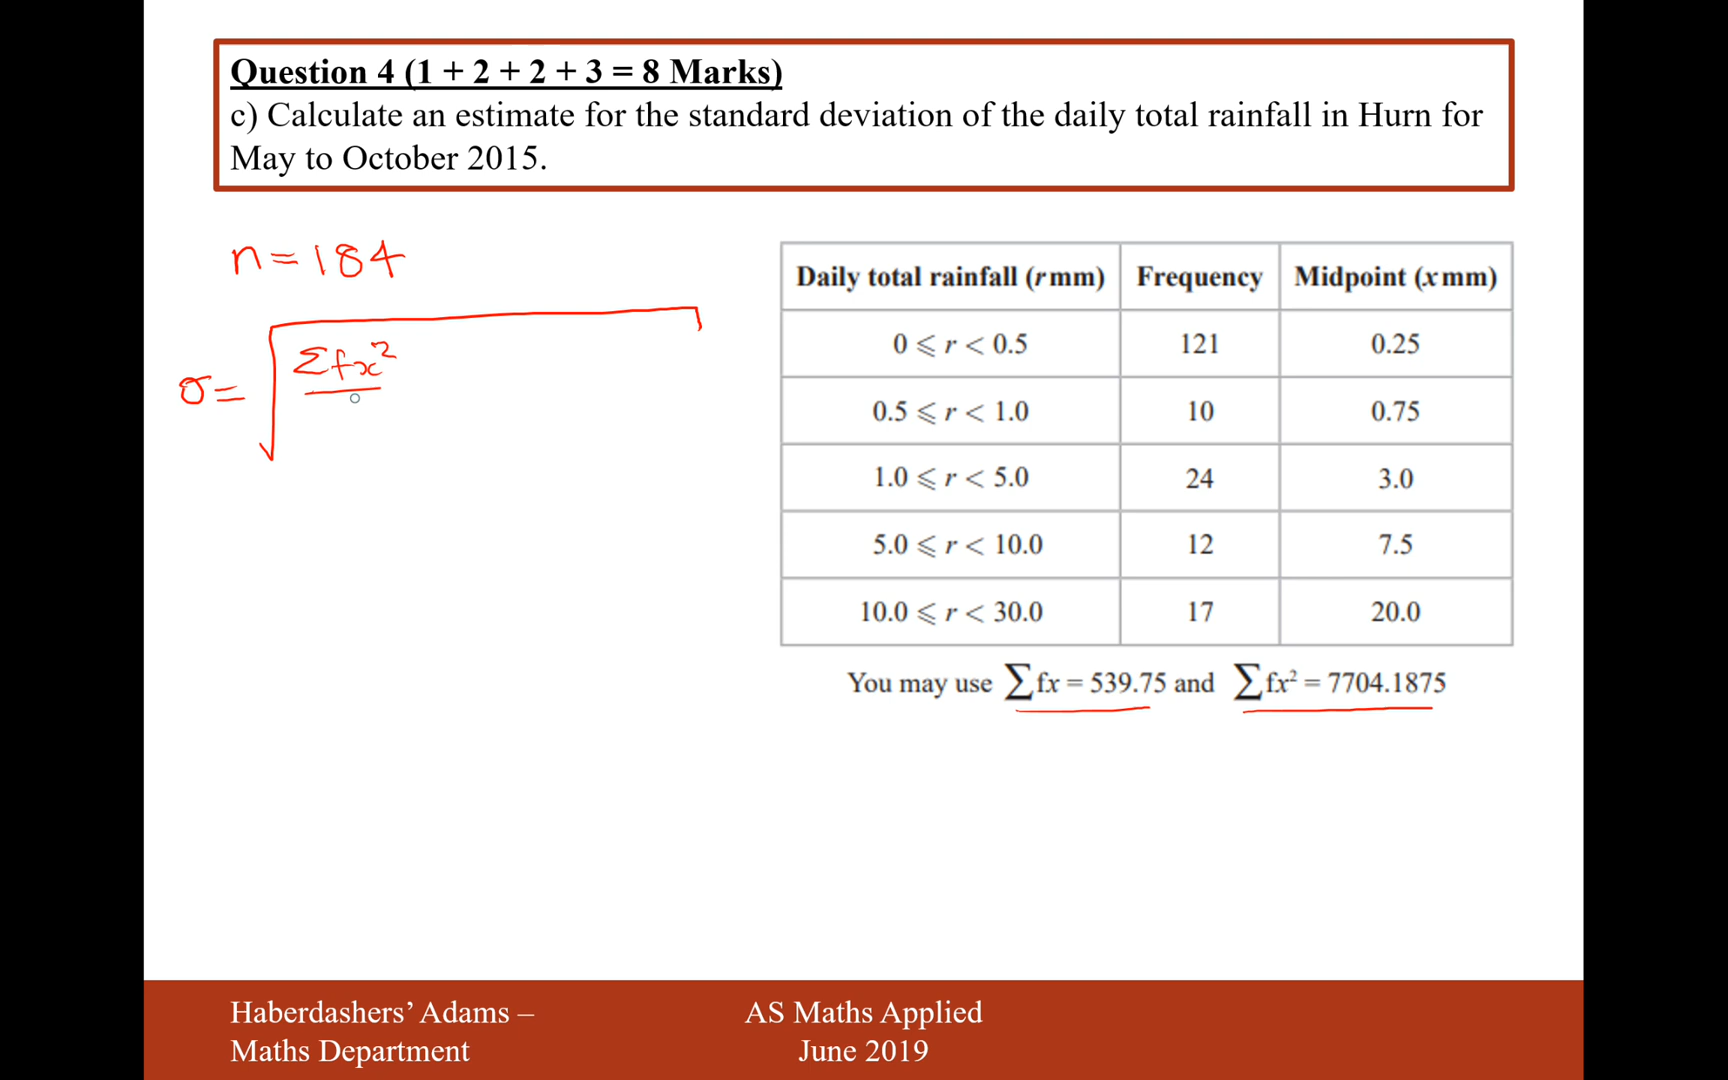 Question 4 (1 + 2 + 2 + 3 = 8 Marks)
c) Calculate an estimate for the standard deviation of the daily total rainfall in Hurn for
May to October 2015.
n = 184
σ = √ Σfx²
Daily total rainfall (r mm) Frequency Midpoint (x mm)
0 ⩽ r < 0.5 121 0.25
0.5 ⩽ r < 1.0 10 0.75
1.0 ⩽ r < 5.0 24 3.0
5.0 ⩽ r < 10.0 12 7.5
10.0 ⩽ r < 30.0 17 20.0
You may use ∑fx = 539.75 and ∑fx² = 7704.1875
Haberdashers’ Adams –
Maths Department
AS Maths Applied
June 2019